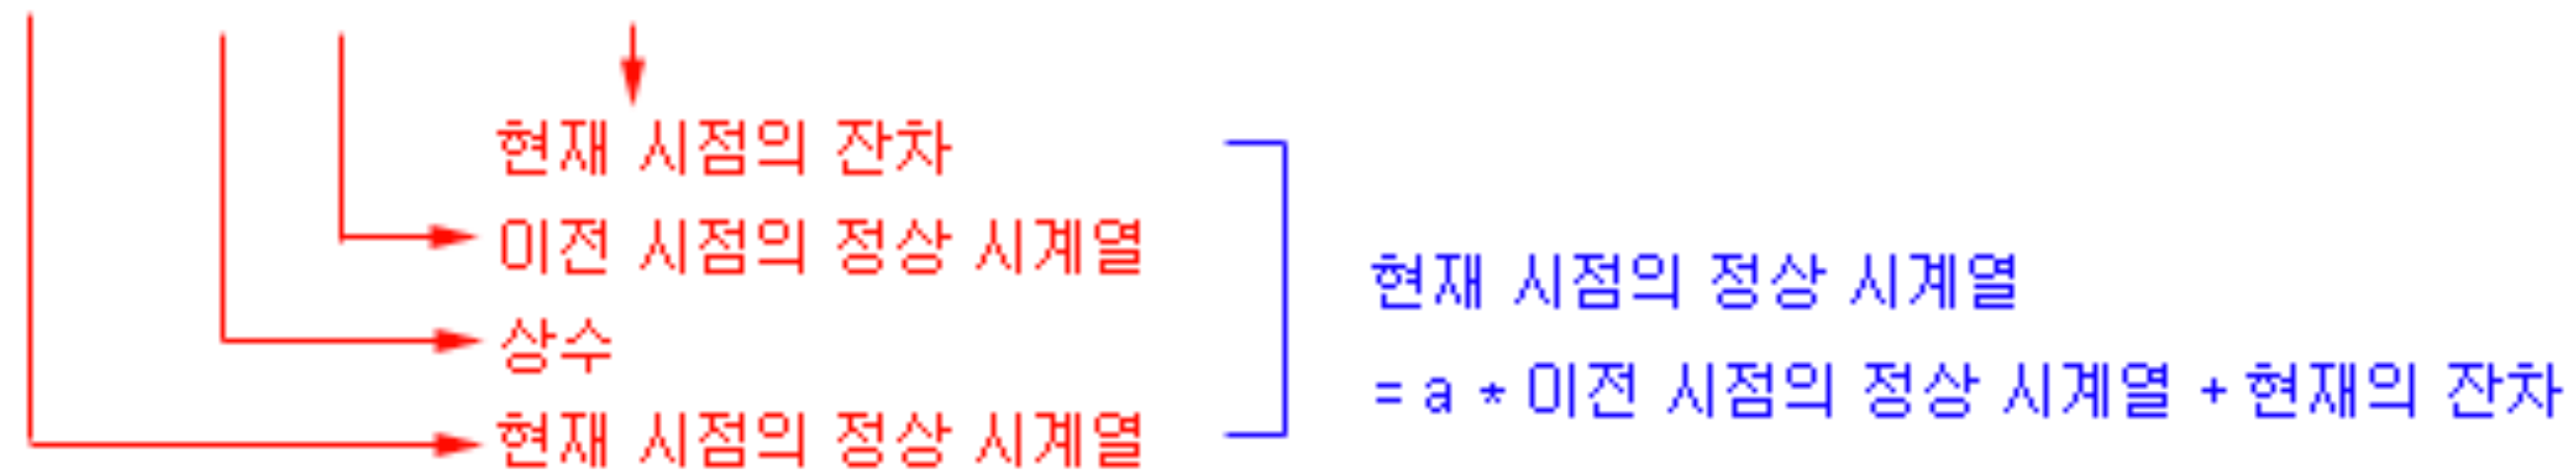 현재 시점의 잔차
이전 시점의 정상 시계열
상수
현재 시점의 정상 시계열
현재 시점의 정상 시계열
= a * 이전 시점의 정상 시계열 + 현재의 잔차